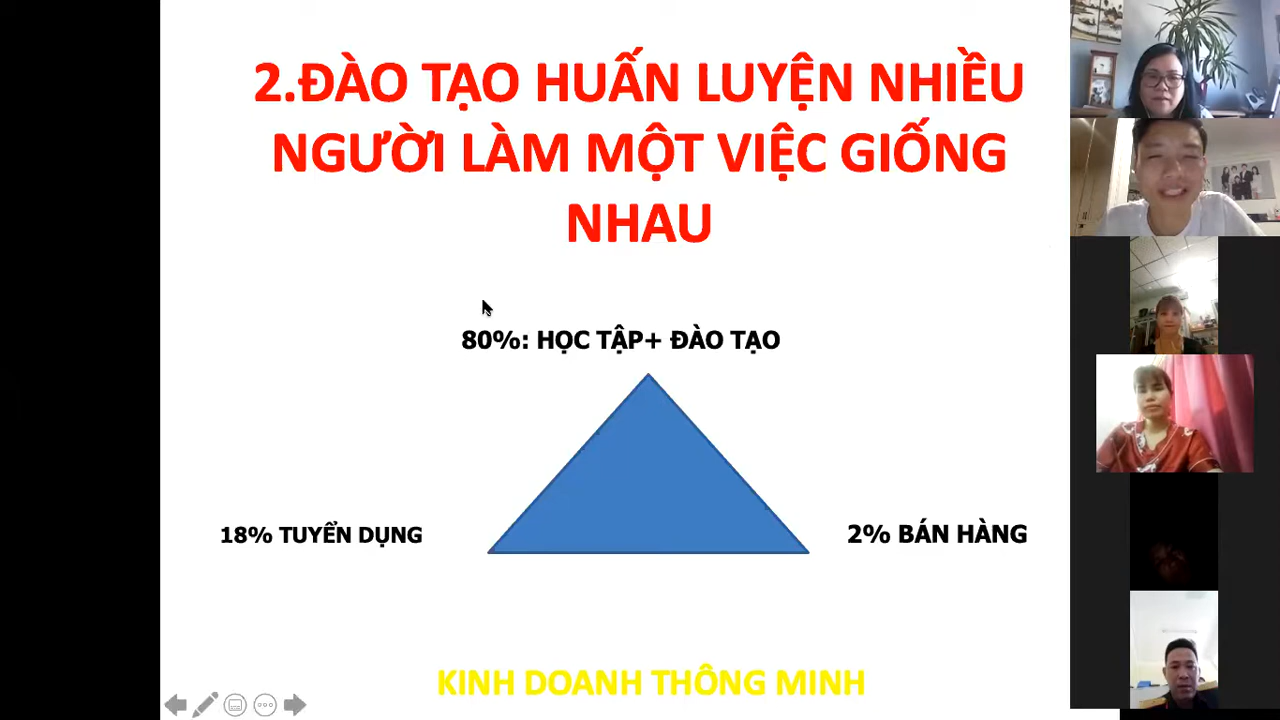 2.ĐÀO TẠO HUẤN LUYỆN NHIỀU
NGƯỜI LÀM MỘT VIỆC GIỐNG
NHAU
80%: HỌC TẬP+ ĐÀO TẠO
18% TUYỂN DỤNG
2% BÁN HÀNG
KINH DOANH THÔNG MINH